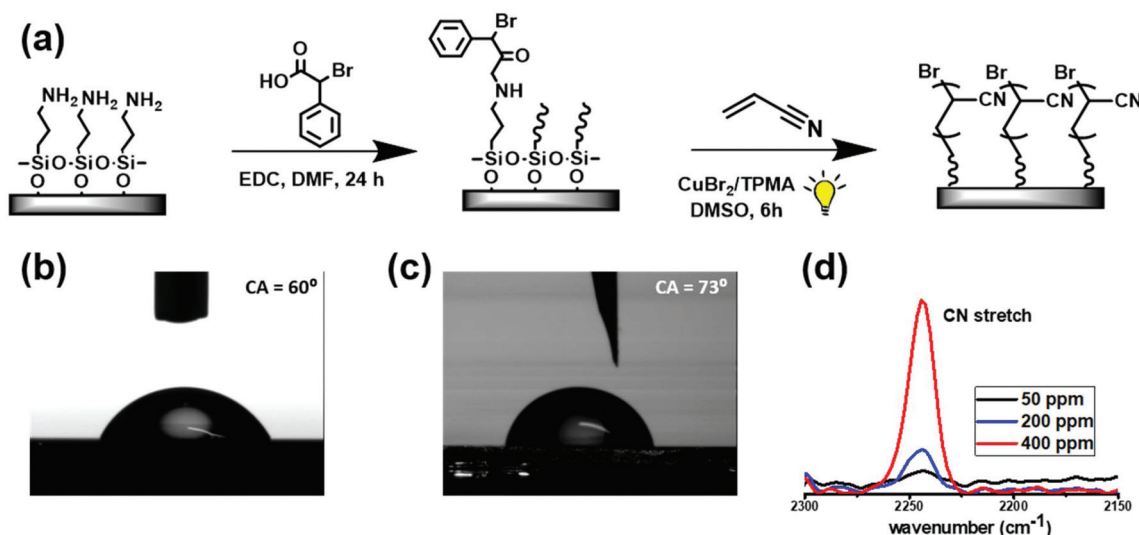 (a)
NH₂ NH₂ NH₂
Si O Si O Si
O O O
O
HO
Br
EDC, DMF, 24 h
Br
O
NH
Si O Si O Si
O O O
N
CuBr₂/TPMA
DMSO, 6h
Br Br Br
CN CN CN
(b)
CA = 60⁰
(c)
CA = 73⁰
(d)
CN stretch
50 ppm
200 ppm
400 ppm
2300 2250 2200 2150
wavenumber (cm⁻¹)